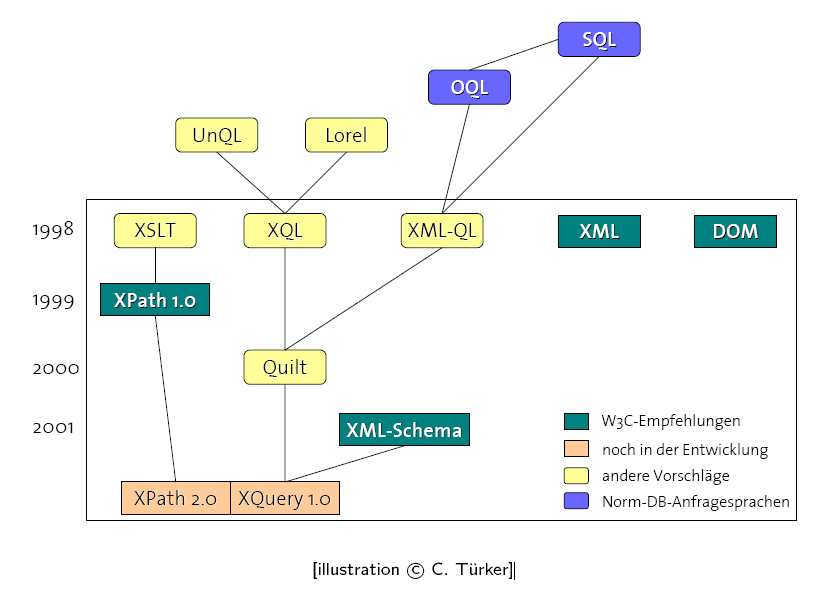 SQL
OQL
UnQL
Lorel
1998
XSLT
XQL
XML-QL
XML
DOM
1999
XPath 1.0
2000
Quilt
2001
XML-Schema
W3C-Empfehlungen
noch in der Entwicklung
andere Vorschläge
Norm-DB-Anfragesprachen
XPath 2.0
XQuery 1.0
[illustration © C. Türker]